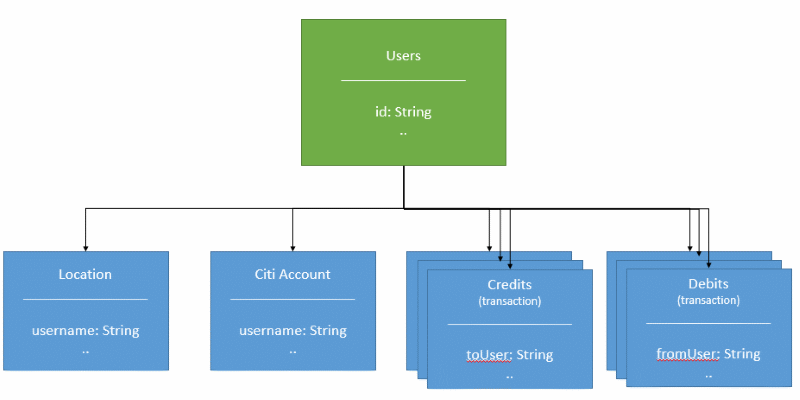 Users
id: String
..
Location
username: String
..
Citi Account
username: String
..
Credits
(transaction)
toUser: String
..
Debits
(transaction)
fromUser: String
..